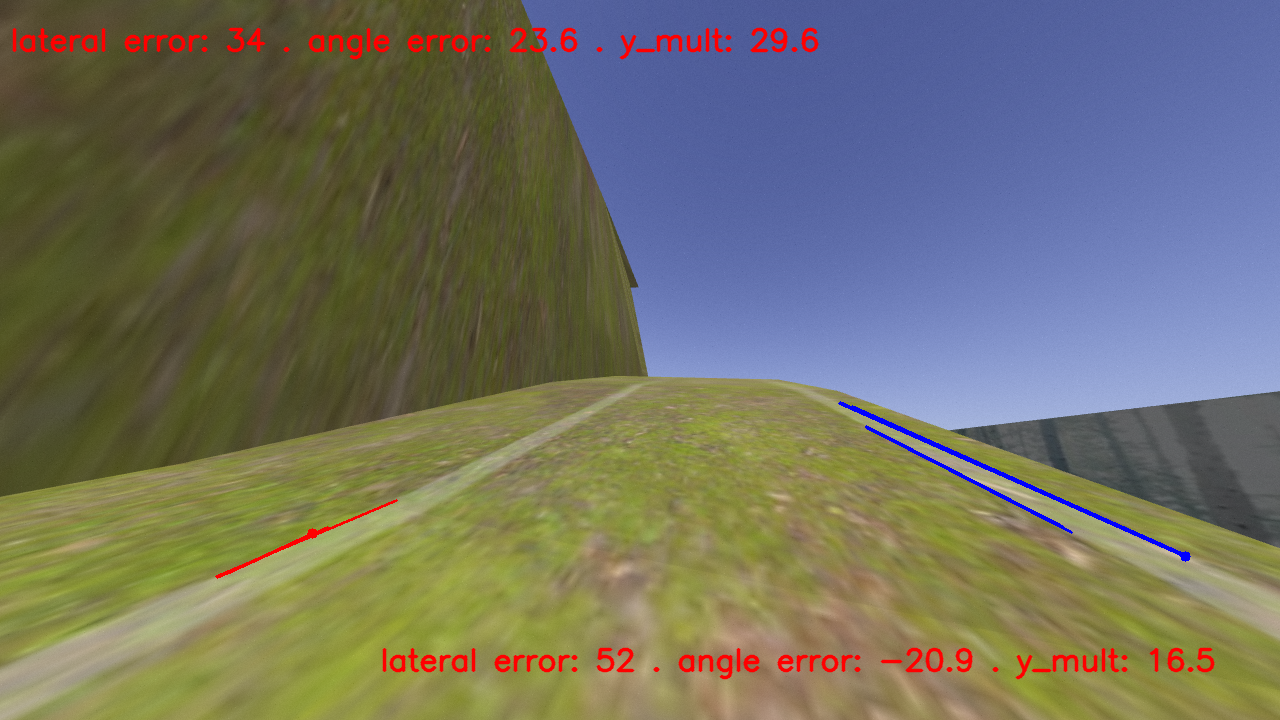 lateral error: 34 . angle error: 23.6 . y_mult: 29.6
lateral error: 52 . angle error: −20.9 . y_mult: 16.5